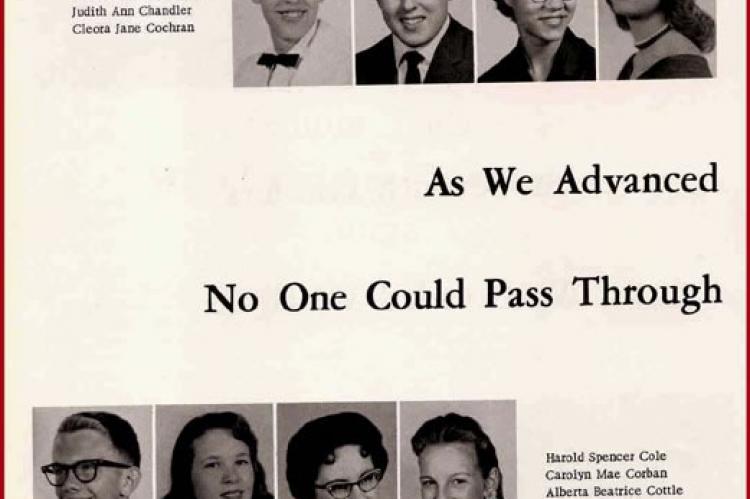 Judith Ann Chandler
Cleora Jane Cochran
As We Advanced
No One Could Pass Through
Harold Spencer Cole
Carolyn Mae Corban
Alberta Beatrice Cottle